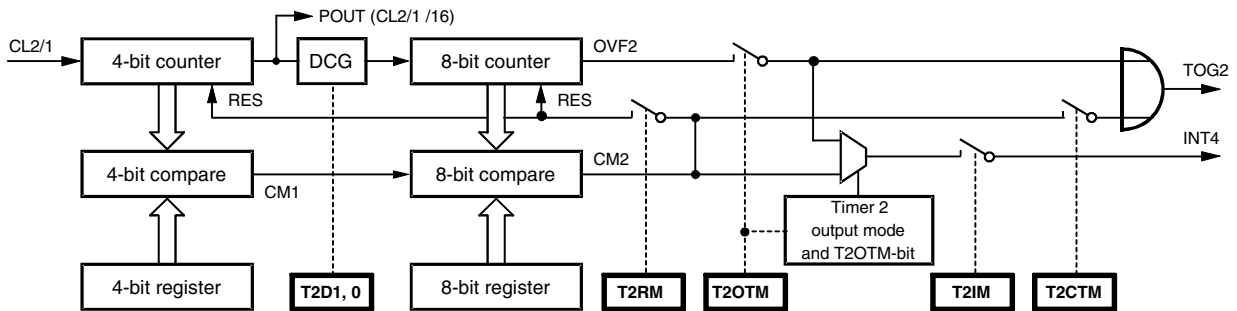 POUT (CL2/1 /16)
CL2/1
4-bit counter
DCG
8-bit counter
OVF2
TOG2
RES
RES
4-bit compare
CM1
8-bit compare
CM2
INT4
Timer 2
output mode
and T2OTM-bit
4-bit register
T2D1, 0
8-bit register
T2RM
T2OTM
T2IM
T2CTM